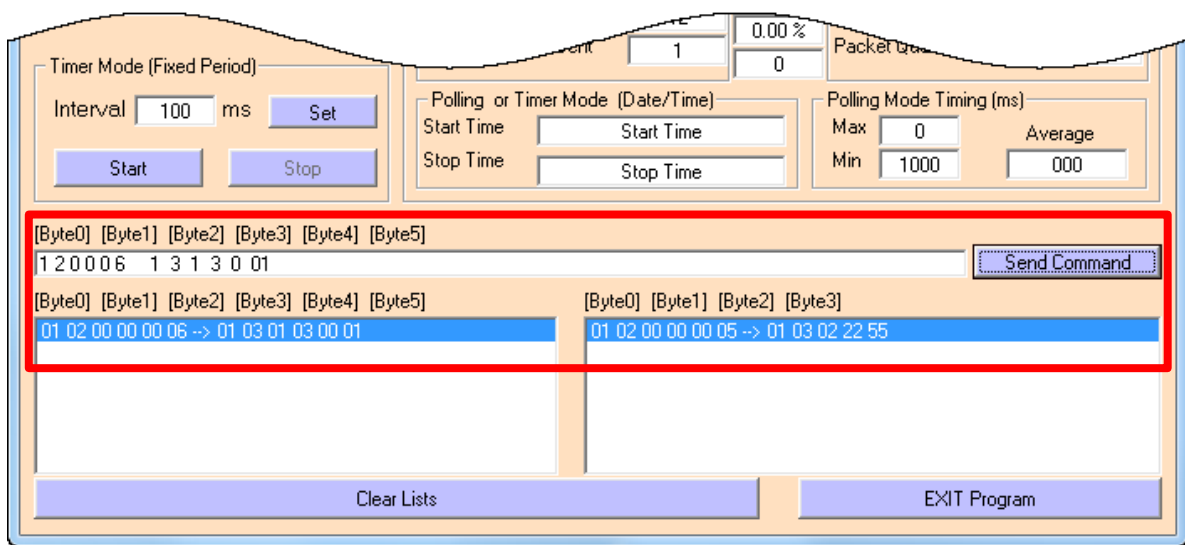 0.00 %
1
Packet
0
Timer Mode (Fixed Period)
Interval 100 ms Set
Start Stop
Polling or Timer Mode (Date/Time)
Start Time Start Time
Stop Time Stop Time
Polling Mode Timing (ms)
Max 0 Average
Min 1000 000
[Byte0] [Byte1] [Byte2] [Byte3] [Byte4] [Byte5]
1 2 0 0 0 6 1 3 1 3 0 01 Send Command
[Byte0] [Byte1] [Byte2] [Byte3] [Byte4] [Byte5]
01 02 00 00 00 06 --> 01 03 01 03 00 01
[Byte0] [Byte1] [Byte2] [Byte3]
01 02 00 00 00 05 --> 01 03 02 22 55
Clear Lists EXIT Program